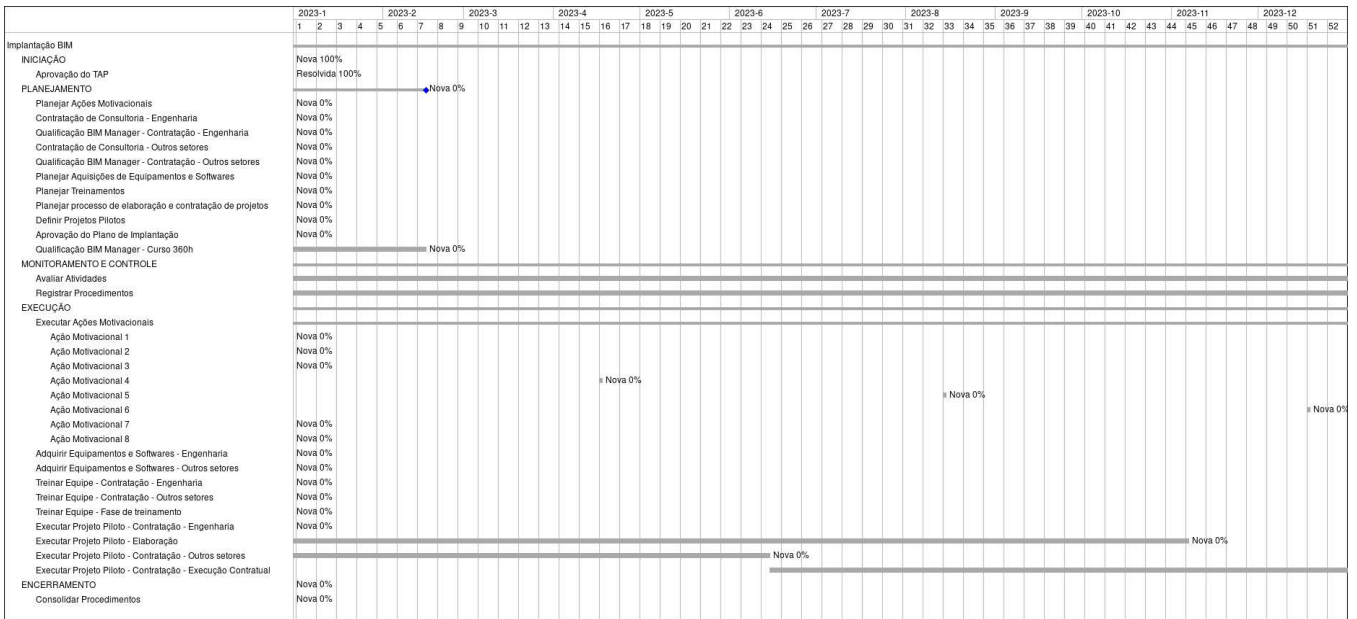 2023-1 2023-2 2023-3 2023-4 2023-5 2023-6 2023-7 2023-8 2023-9 2023-10 2023-11 2023-12
1 2 3 4 5 6 7 8 9 10 11 12 13 14 15 16 17 18 19 20 21 22 23 24 25 26 27 28 29 30 31 32 33 34 35 36 37 38 39 40 41 42 43 44 45 46 47 48 49 50 51 52
Implantação BIM
INICIAÇÃO Nova 100%
Aprovação do TAP Resolvida 100%
PLANEJAMENTO Nova 0%
Planejar Ações Motivacionais Nova 0%
Contratação de Consultoria - Engenharia Nova 0%
Qualificação BIM Manager - Contratação - Engenharia Nova 0%
Contratação de Consultoria - Outros setores Nova 0%
Qualificação BIM Manager - Contratação - Outros setores Nova 0%
Planejar Aquisições de Equipamentos e Softwares Nova 0%
Planejar Treinamentos Nova 0%
Planejar processo de elaboração e contratação de projetos Nova 0%
Definir Projetos Pilotos Nova 0%
Aprovação do Plano de Implantação Nova 0%
Qualificação BIM Manager - Curso 360h Nova 0%
MONITORAMENTO E CONTROLE
Avaliar Atividades
Registrar Procedimentos
EXECUÇÃO
Executar Ações Motivacionais
Ação Motivacional 1 Nova 0%
Ação Motivacional 2 Nova 0%
Ação Motivacional 3 Nova 0%
Ação Motivacional 4 Nova 0%
Ação Motivacional 5 Nova 0%
Ação Motivacional 6 Nova 0%
Ação Motivacional 7 Nova 0%
Ação Motivacional 8 Nova 0%
Adquirir Equipamentos e Softwares - Engenharia Nova 0%
Adquirir Equipamentos e Softwares - Outros setores Nova 0%
Treinar Equipe - Contratação - Engenharia Nova 0%
Treinar Equipe - Contratação - Outros setores Nova 0%
Treinar Equipe - Fase de treinamento Nova 0%
Executar Projeto Piloto - Contratação - Engenharia Nova 0%
Executar Projeto Piloto - Elaboração Nova 0%
Executar Projeto Piloto - Contratação - Outros setores Nova 0%
Executar Projeto Piloto - Contratação - Execução Contratual
ENCERRAMENTO Nova 0%
Consolidar Procedimentos Nova 0%